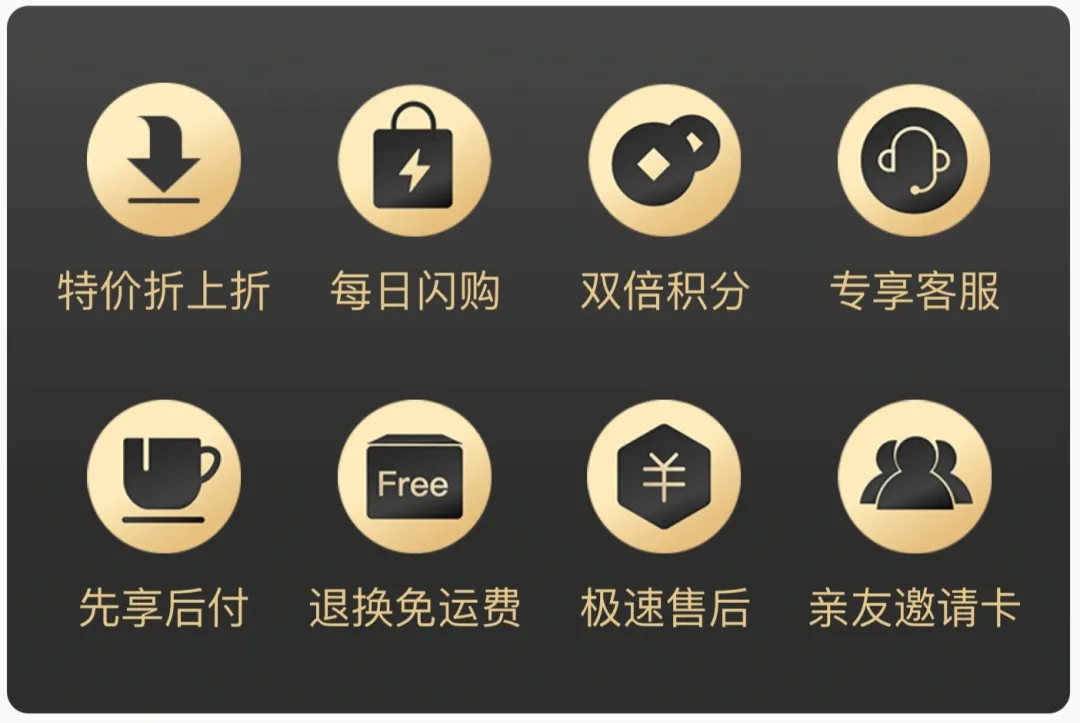 特价折上折
每日闪购
双倍积分
专享客服
Free
先享后付
退换免运费
极速售后
亲友邀请卡